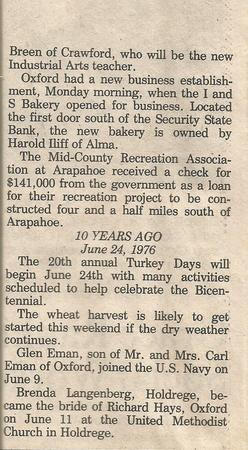 Breen of Crawford, who will be the new
Industrial Arts teacher.
Oxford had a new business establish-
ment, Monday morning, when the I and
S Bakery opened for business. Located
the first door south of the Security State
Bank, the new bakery is owned by
Harold Iliff of Alma.
The Mid-County Recreation Associa-
tion at Arapahoe received a check for
$141,000 from the government as a loan
for their recreation project to be con-
structed four and a half miles south of
Arapahoe.
10 YEARS AGO
June 24, 1976
The 20th annual Turkey Days will
begin June 24th with many activities
scheduled to help celebrate the Bicen-
tennial.
The wheat harvest is likely to get
started this weekend if the dry weather
continues.
Glen Eman, son of Mr. and Mrs. Carl
Eman of Oxford, joined the U.S. Navy on
June 9.
Brenda Langenberg, Holdrege, be-
came the bride of Richard Hays, Oxford
on June 11 at the United Methodist
Church in Holdrege.